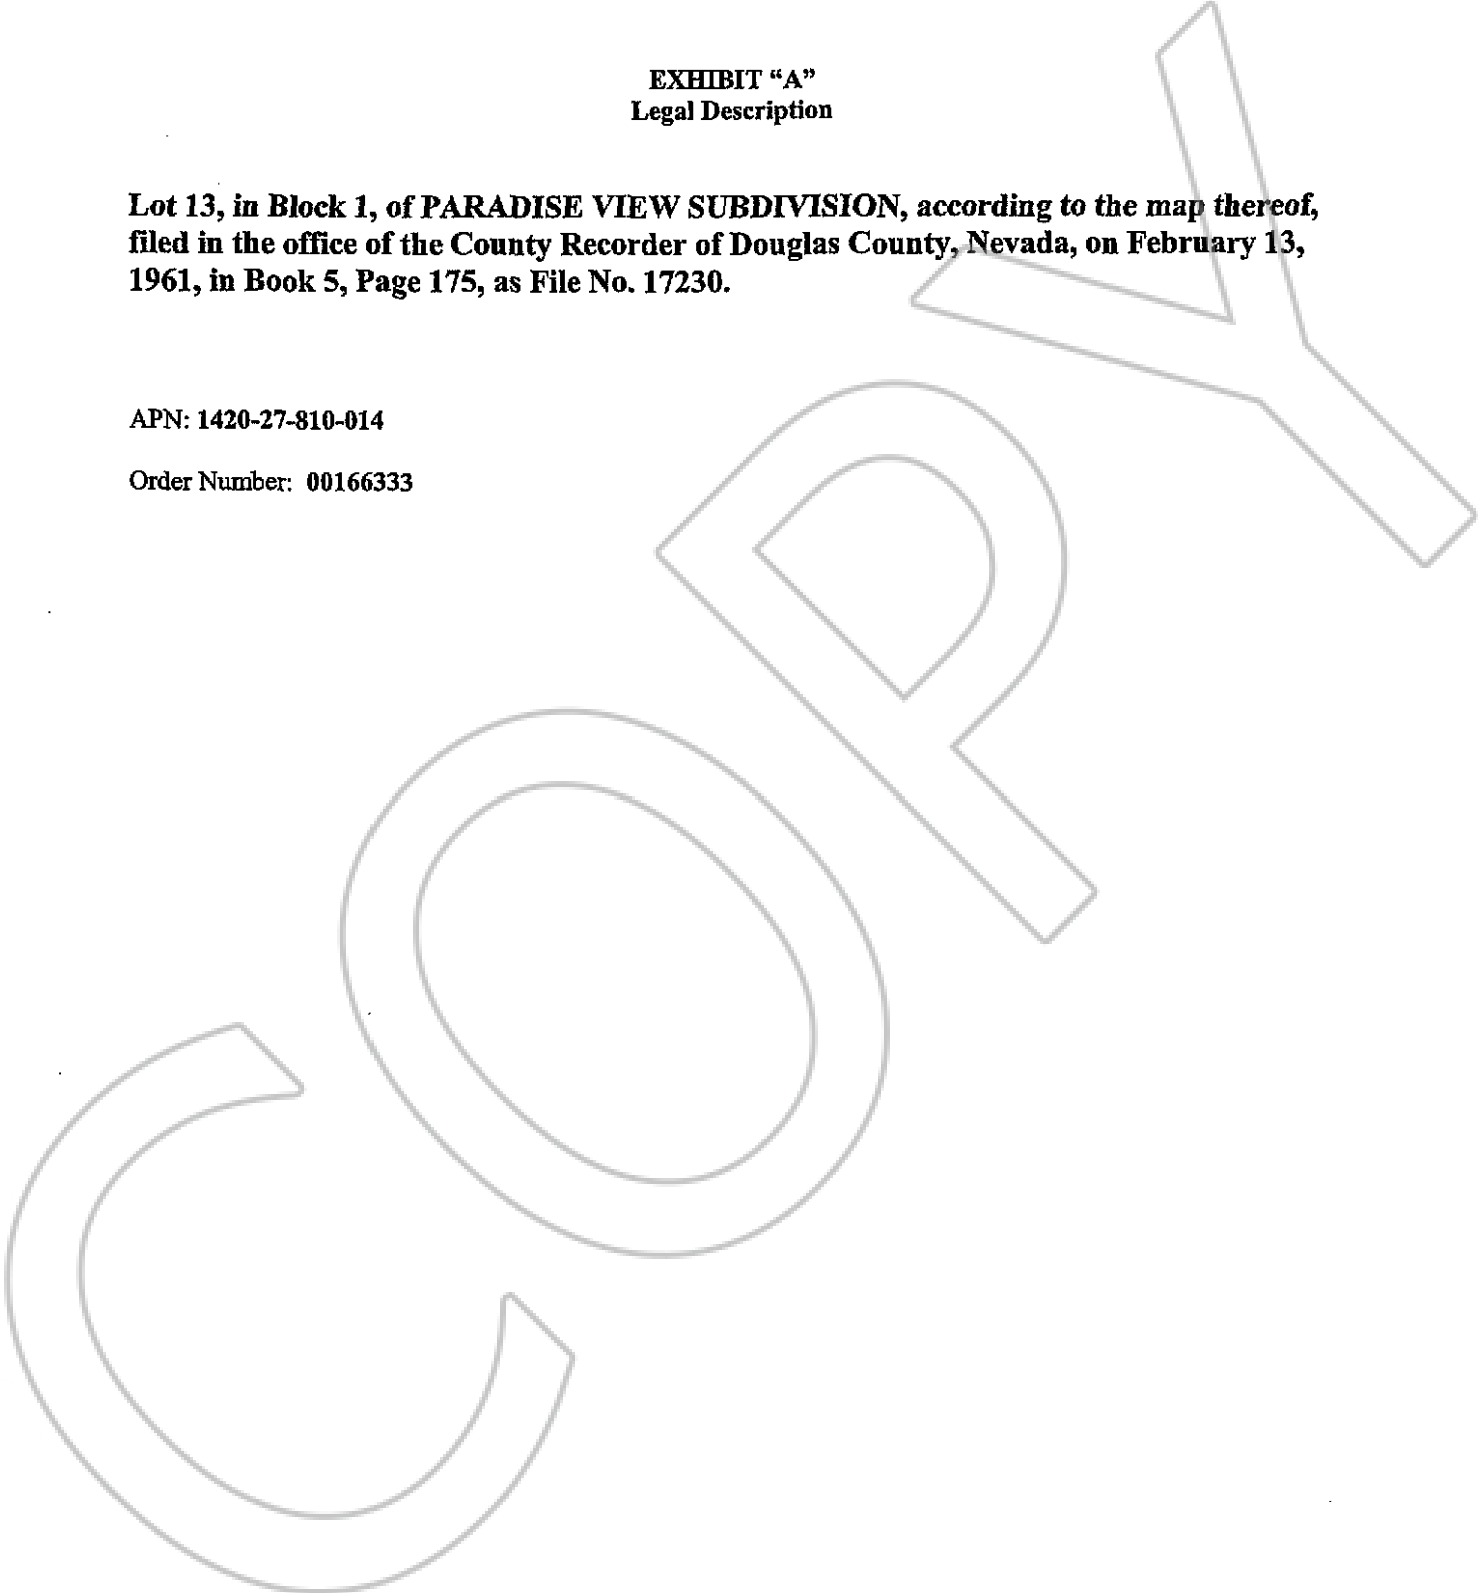 EXHIBIT “A”
Legal Description
Lot 13, in Block 1, of PARADISE VIEW SUBDIVISION, according to the map thereof,
filed in the office of the County Recorder of Douglas County, Nevada, on February 13,
1961, in Book 5, Page 175, as File No. 17230.
APN: 1420-27-810-014
Order Number: 00166333
COPY